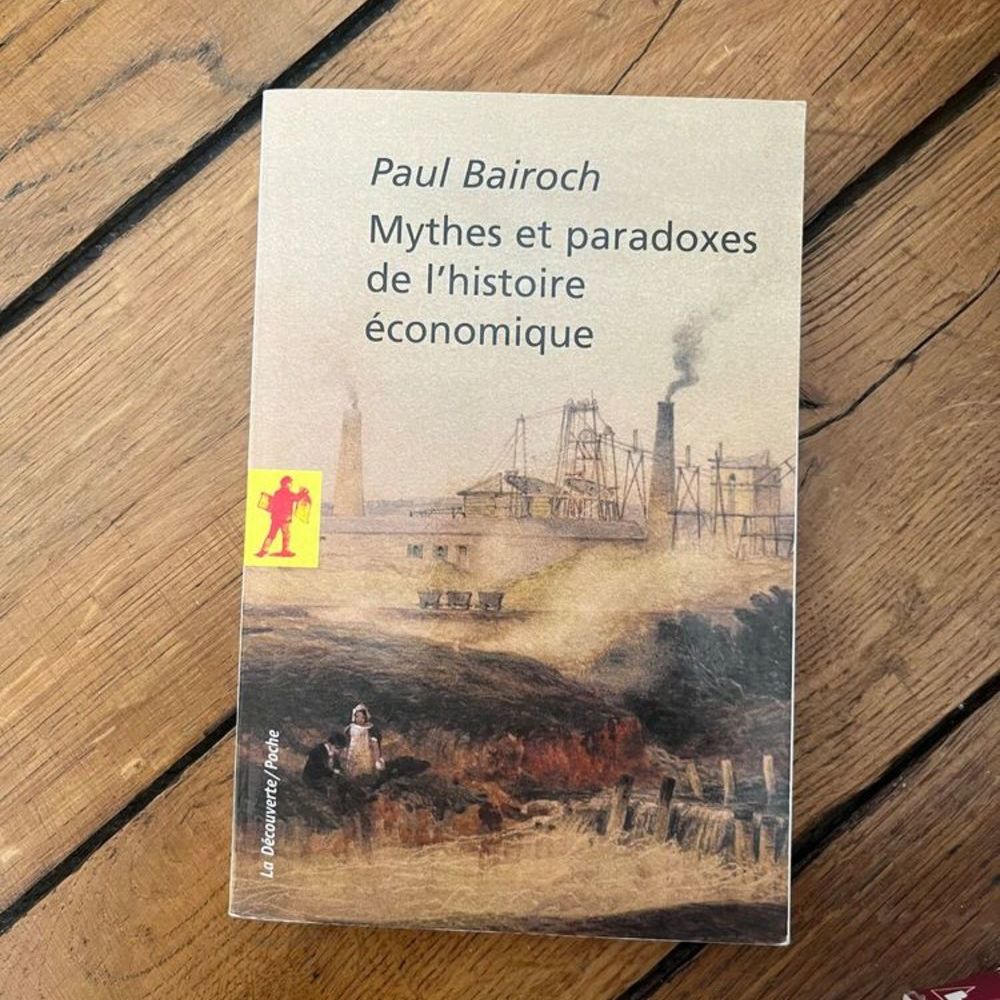 Paul Bairoch
Mythes et paradoxes
de l'histoire
économique
La Découverte/Poche